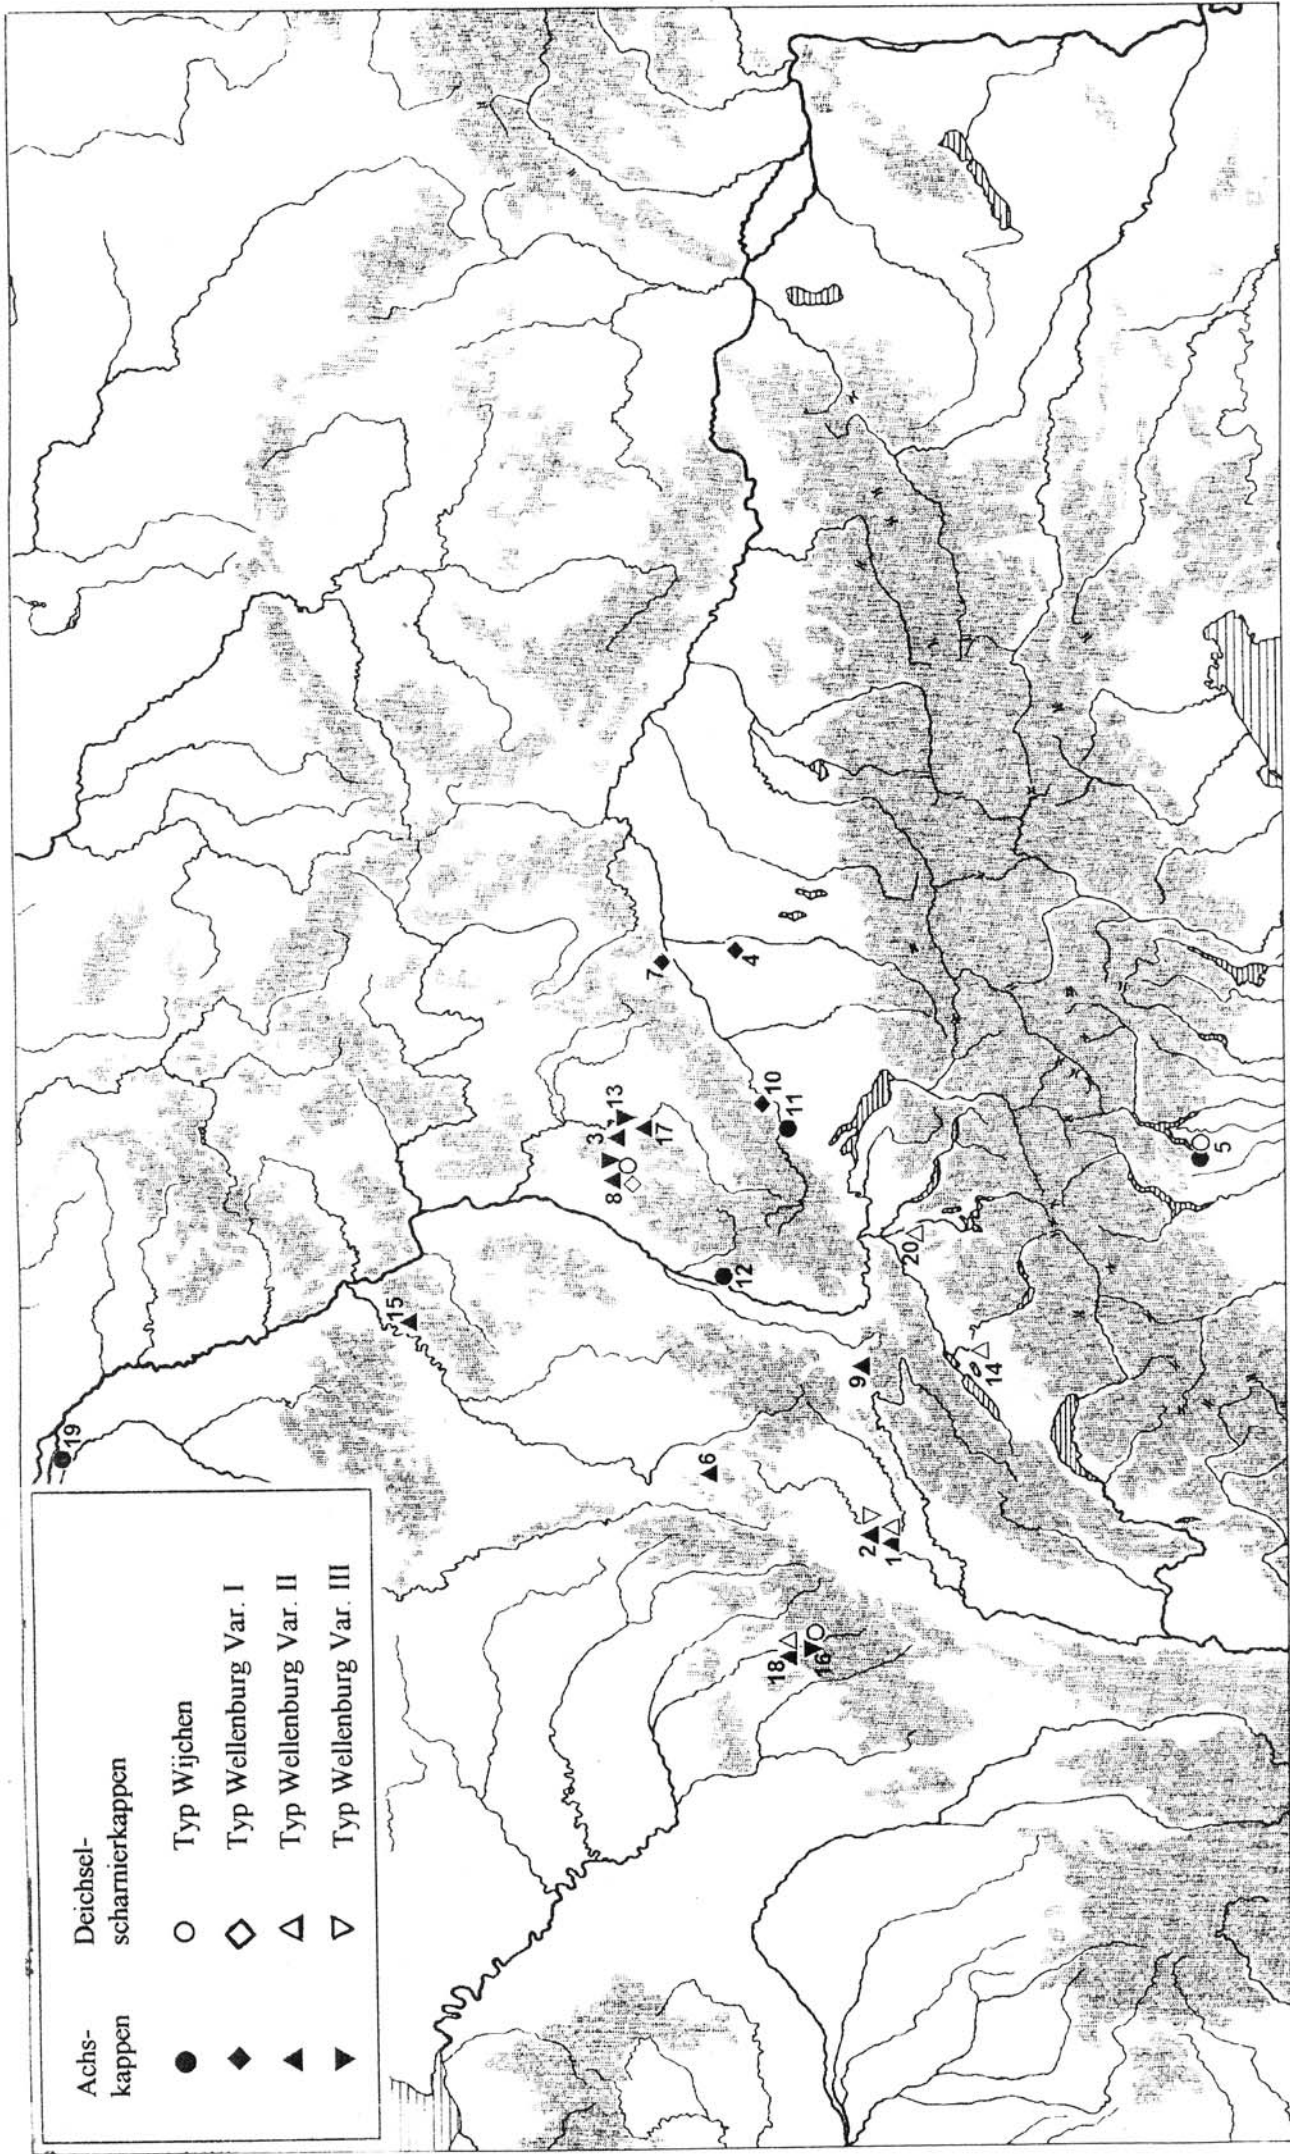 Achs-
kappen
Deichsel-
scharnierkappen
Typ Wijchen
Typ Wellenburg Var. I
Typ Wellenburg Var. II
Typ Wellenburg Var. III
19
15
6
18
16
2
1
9
12
8
3
13
17
7
4
10
11
20
14
5